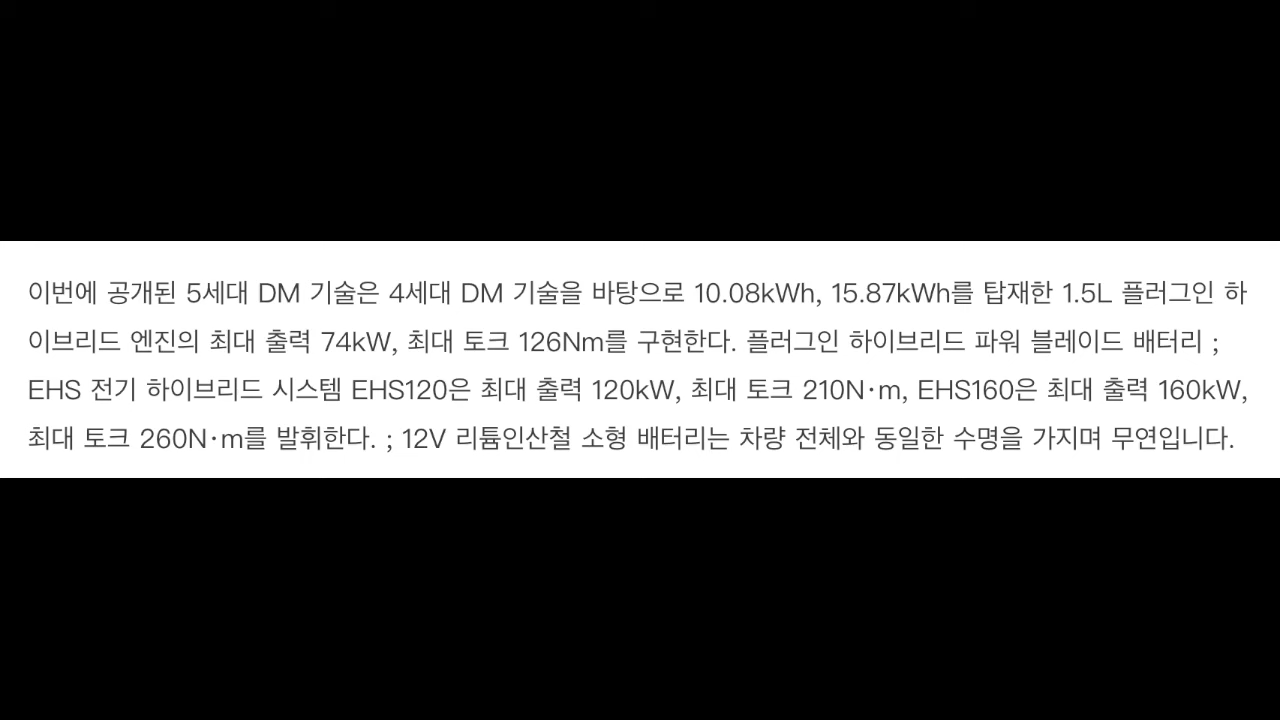 이번에 공개된 5세대 DM 기술은 4세대 DM 기술을 바탕으로 10.08kWh, 15.87kWh를 탑재한 1.5L 플러그인 하
이브리드 엔진의 최대 출력 74kW, 최대 토크 126Nm를 구현한다. 플러그인 하이브리드 파워 블레이드 배터리 ;
EHS 전기 하이브리드 시스템 EHS120은 최대 출력 120kW, 최대 토크 210N·m, EHS160은 최대 출력 160kW,
최대 토크 260N·m를 발휘한다. ; 12V 리튬인산철 소형 배터리는 차량 전체와 동일한 수명을 가지며 무연입니다.